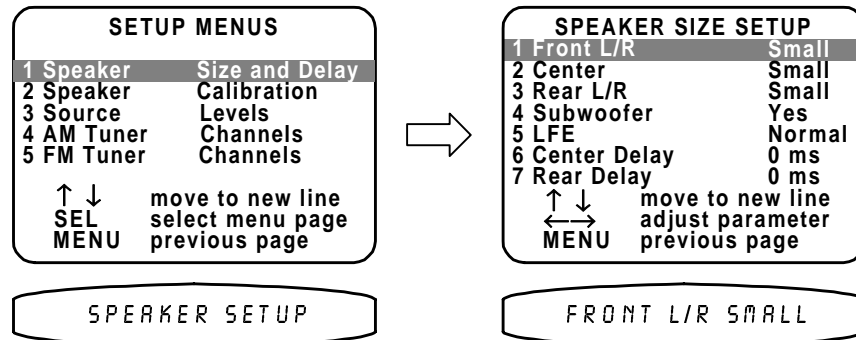 SETUP MENUS
1 Speaker Size and Delay
2 Speaker Calibration
3 Source Levels
4 AM Tuner Channels
5 FM Tuner Channels
↑ ↓ move to new line
SEL select menu page
MENU previous page
SPEAKER SETUP
SPEAKER SIZE SETUP
1 Front L/R Small
2 Center Small
3 Rear L/R Small
4 Subwoofer Yes
5 LFE Normal
6 Center Delay 0 ms
7 Rear Delay 0 ms
↑ ↓ move to new line
←→ adjust parameter
MENU previous page
FRONT L/R SMALL